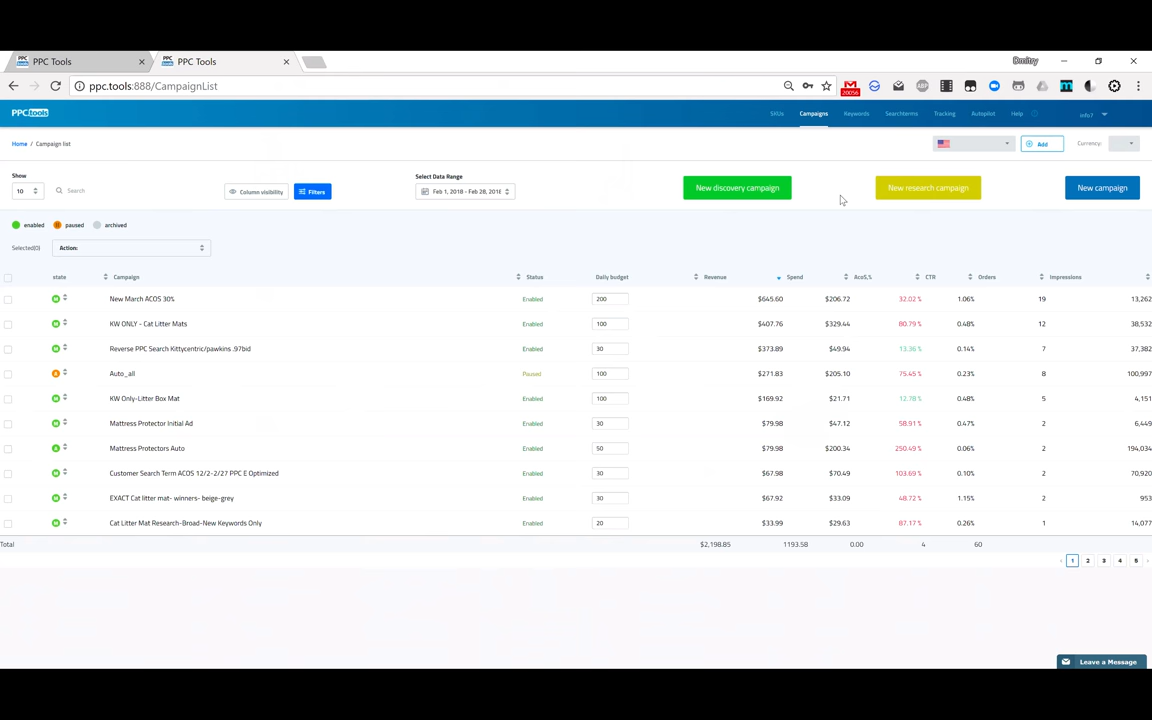 PPC Tools
PPC Tools
Dmitry
ppc.tools:888/CampaignList
20056
ABP
PPCtools
SKUs Campaigns Keywords Searchterms Tracking Autopilot Help info7
Home / Campaign list
Add Currency:
Show
10 Search Column visibility Filters
Select Data Range
Feb 1, 2018 - Feb 28, 2018
New discovery campaign New research campaign New campaign
enabled paused archived
Selected(0) Action:
state Campaign Status Daily budget Revenue Spend AcoS,% CTR Orders Impressions
M New March ACOS 30% Enabled 200 $645.60 $206.72 32.02 % 1.06% 19 13,262
M KW ONLY - Cat Litter Mats Enabled 100 $407.76 $329.44 80.79 % 0.48% 12 38,532
M Reverse PPC Search Kittycentric/pawkins .97bid Enabled 30 $373.89 $49.94 13.36 % 0.14% 7 37,382
A Auto_all Paused 100 $271.83 $205.10 75.45 % 0.23% 8 100,997
M KW Only-Litter Box Mat Enabled 100 $169.92 $21.71 12.78 % 0.48% 5 4,151
M Mattress Protector Initial Ad Enabled 30 $79.98 $47.12 58.91 % 0.47% 2 6,449
A Mattress Protectors Auto Enabled 50 $79.98 $200.34 250.49 % 0.06% 2 194,034
M Customer Search Term ACOS 12/2-2/27 PPC E Optimized Enabled 30 $67.98 $70.49 103.69 % 0.10% 2 70,920
M EXACT Cat litter mat- winners- beige-grey Enabled 30 $67.92 $33.09 48.72 % 1.15% 2 953
M Cat Litter Mat Research-Broad-New Keywords Only Enabled 20 $33.99 $29.63 87.17 % 0.26% 1 14,077
Total $2,198.85 1193.58 0.00 4 60
‹ 1 2 3 4 5 ›
Leave a Message